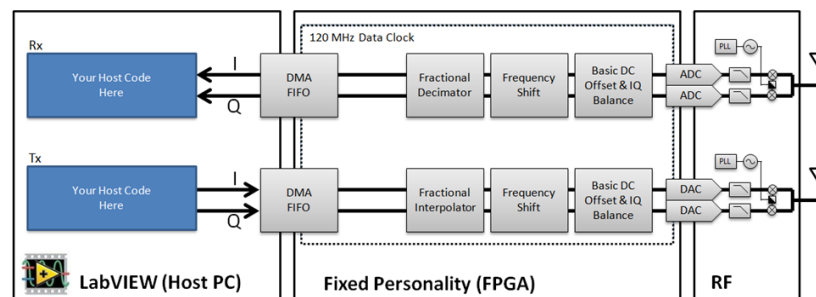 120 MHz Data Clock
Rx
Your Host Code
Here
I
Q
DMA
FIFO
Fractional
Decimator
Frequency
Shift
Basic DC
Offset & IQ
Balance
ADC
ADC
PLL
Tx
Your Host Code
Here
I
Q
DMA
FIFO
Fractional
Interpolator
Frequency
Shift
Basic DC
Offset & IQ
Balance
DAC
DAC
PLL
LabVIEW (Host PC)
Fixed Personality (FPGA)
RF